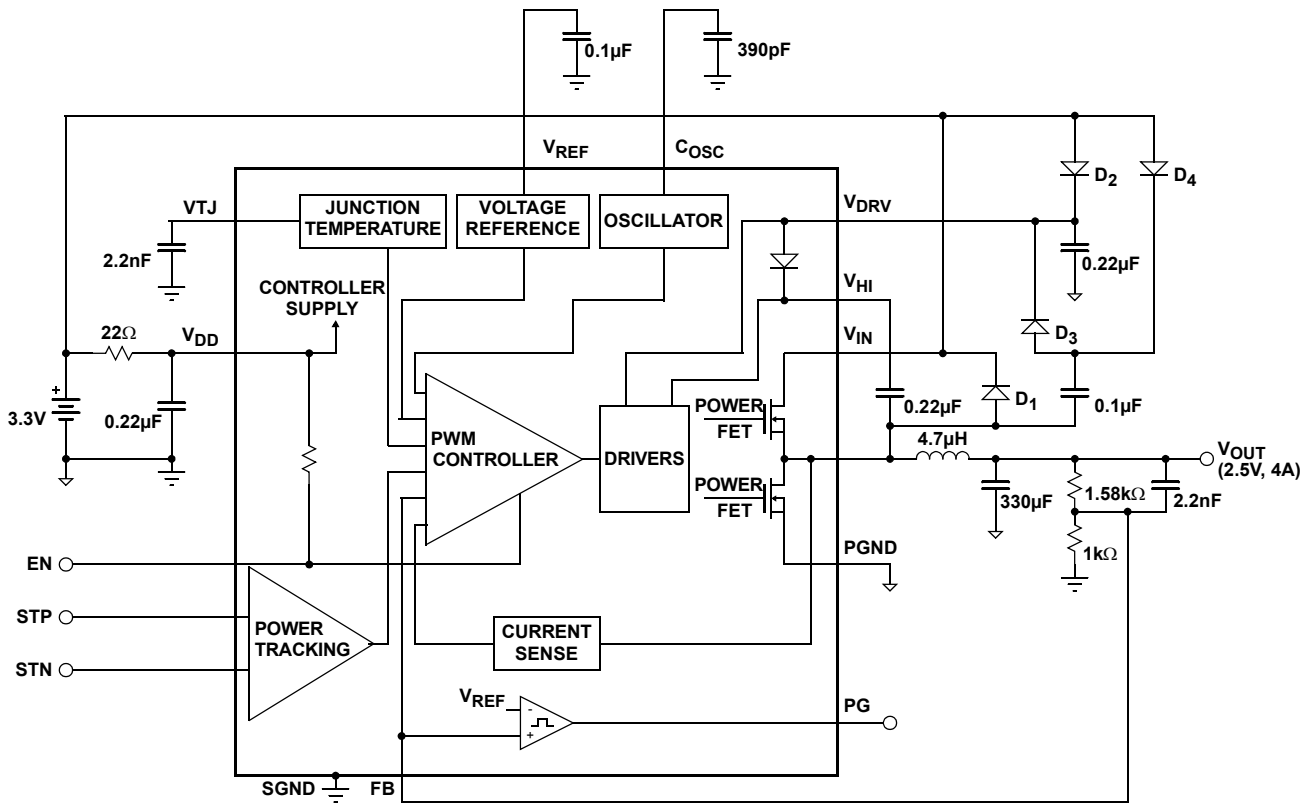 0.1µF
390pF
VREF
COSC
D2
D4
VTJ
JUNCTION
TEMPERATURE
VOLTAGE
REFERENCE
OSCILLATOR
VDRV
2.2nF
0.22µF
CONTROLLER
SUPPLY
VHI
22Ω
VDD
VIN
D3
+
3.3V
0.22µF
POWER
FET
0.22µF
D1
0.1µF
PWM
CONTROLLER
DRIVERS
4.7µH
VOUT
(2.5V, 4A)
POWER
FET
330µF
1.58kΩ
2.2nF
PGND
1kΩ
EN
STP
POWER
TRACKING
CURRENT
SENSE
STN
VREF
-
+
PG
SGND
FB